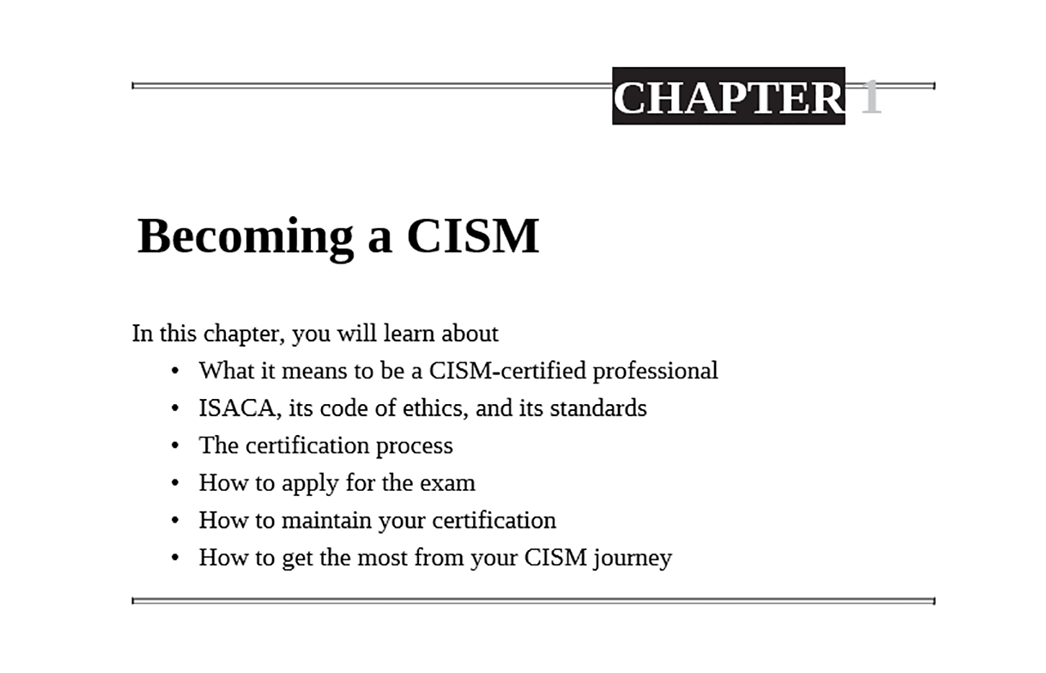 CHAPTER 1
Becoming a CISM
In this chapter, you will learn about
• What it means to be a CISM-certified professional
• ISACA, its code of ethics, and its standards
• The certification process
• How to apply for the exam
• How to maintain your certification
• How to get the most from your CISM journey